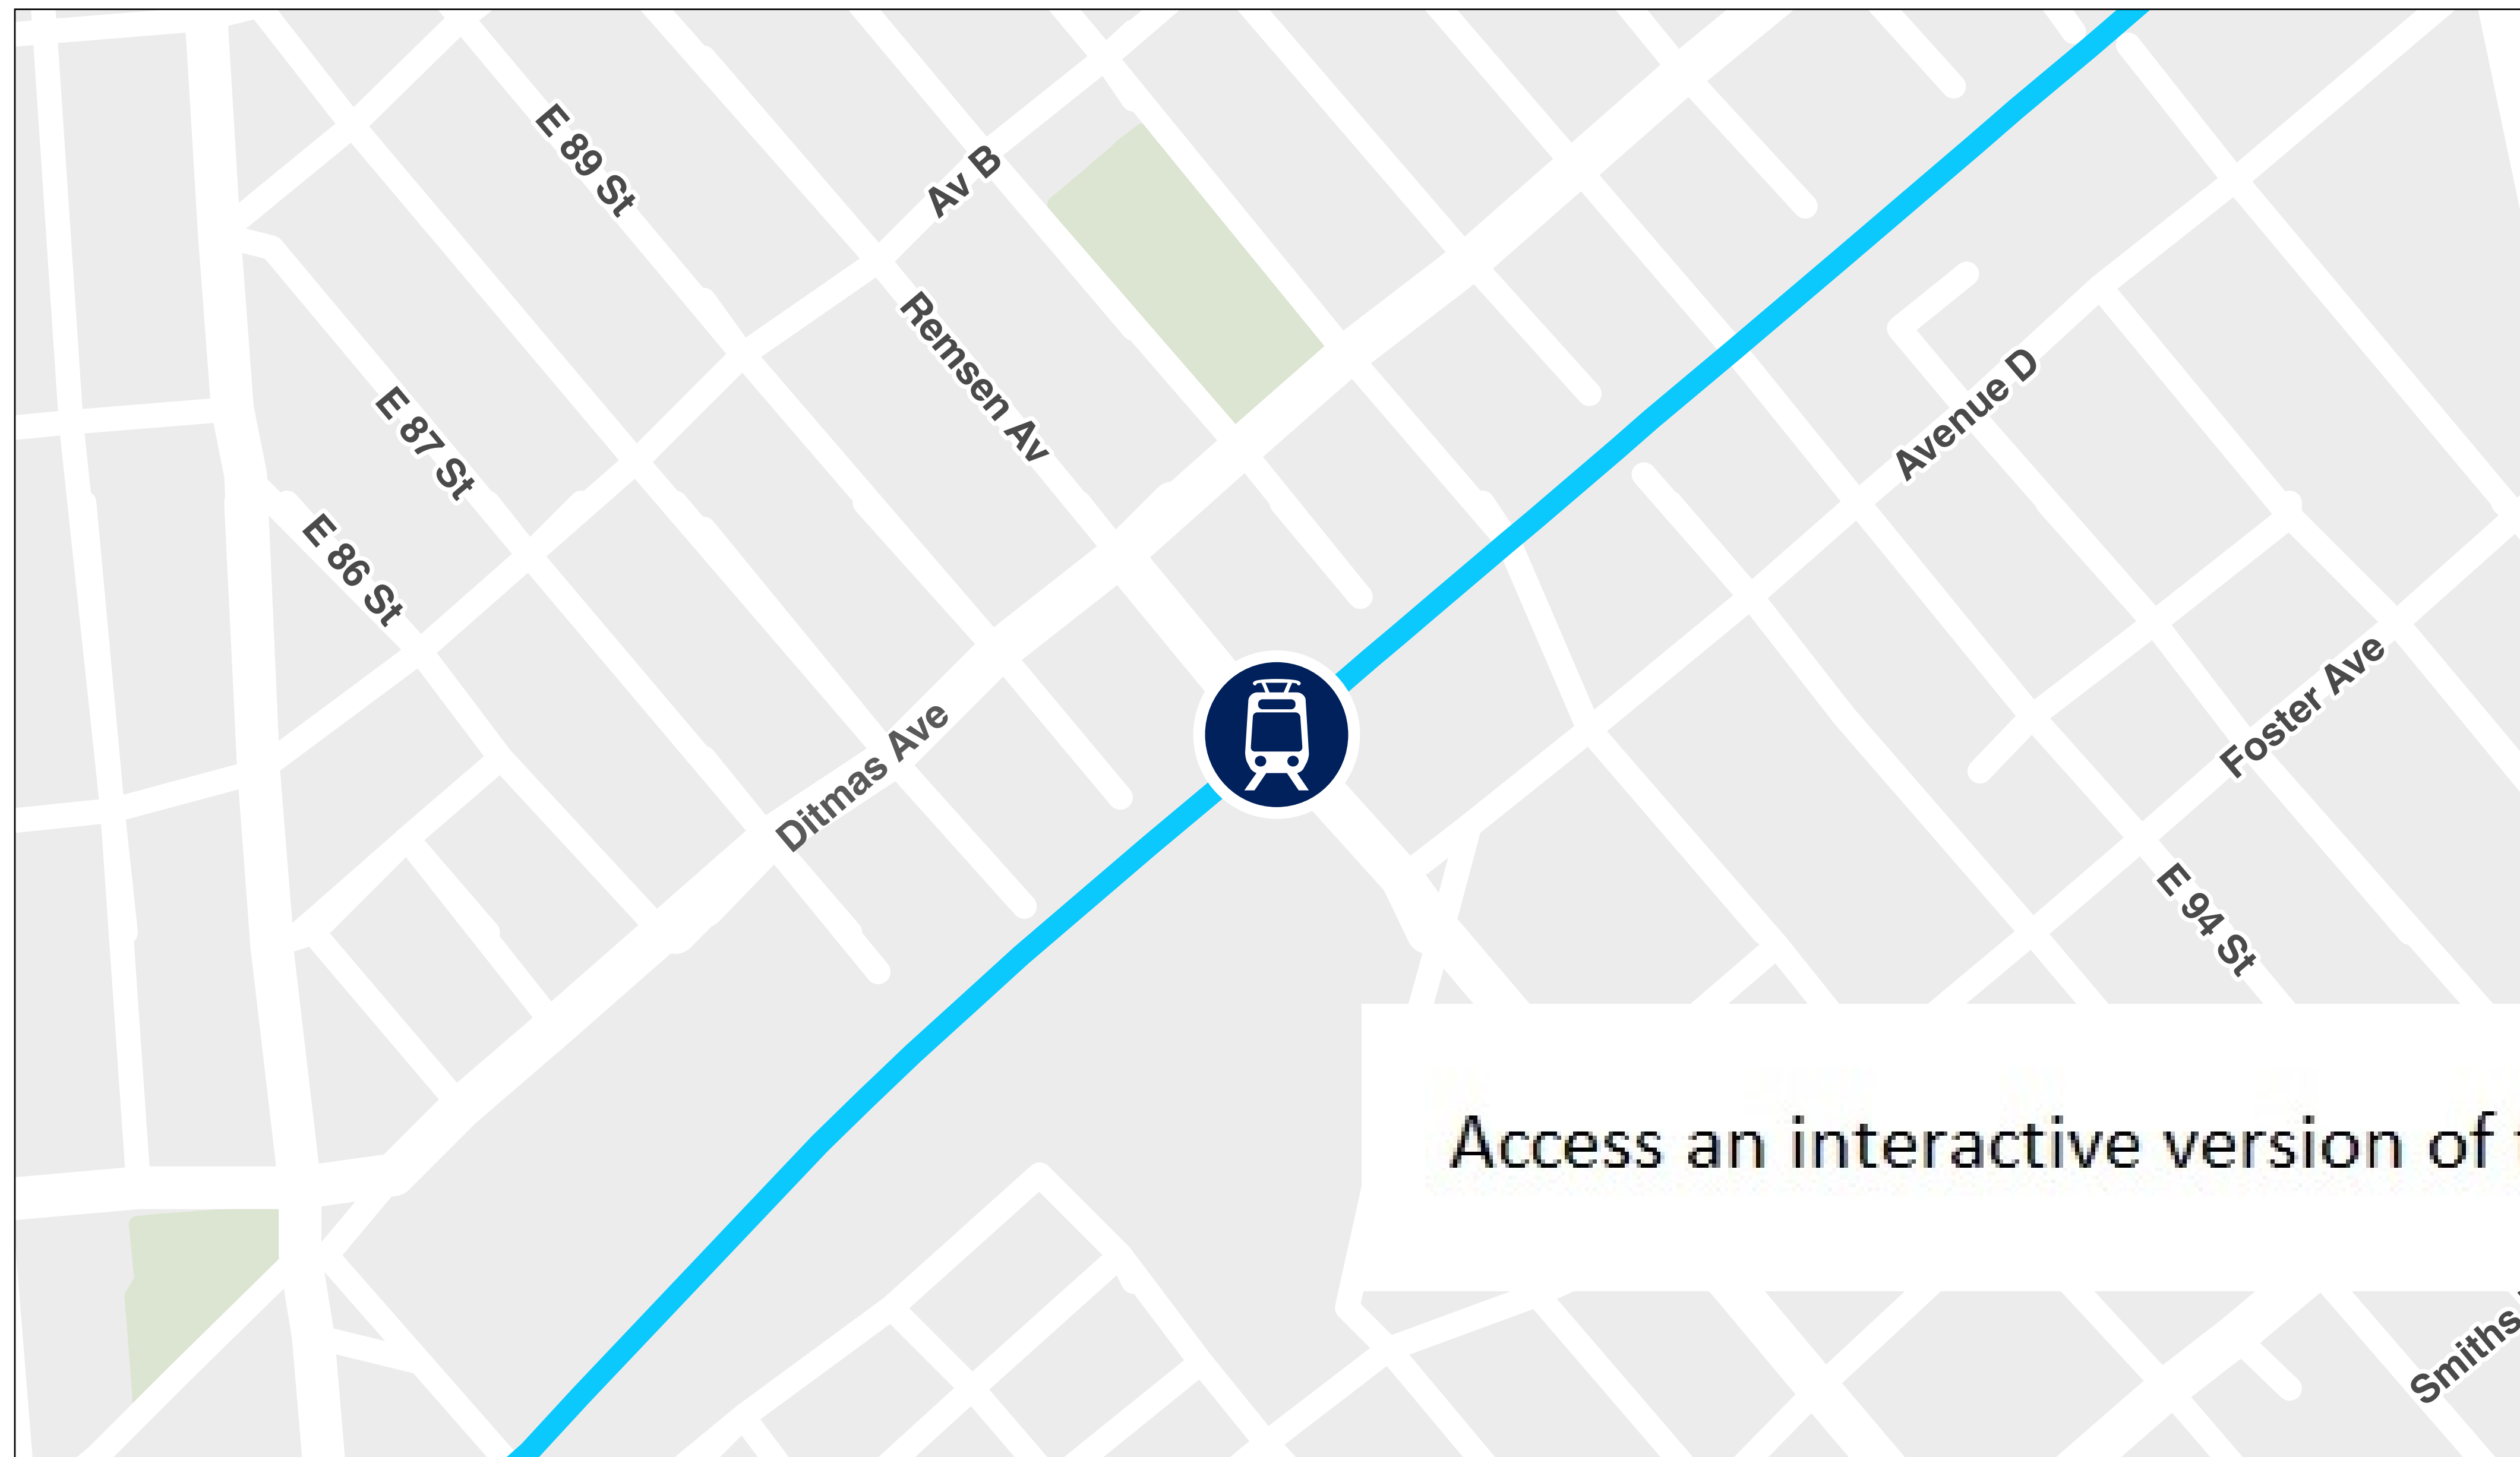 E 89 St
Av B
Remsen Av
E 87 St
Avenue D
E 86 St
Foster Ave
Ditmas Ave
E 94 St
Access an interactive version of
Smiths